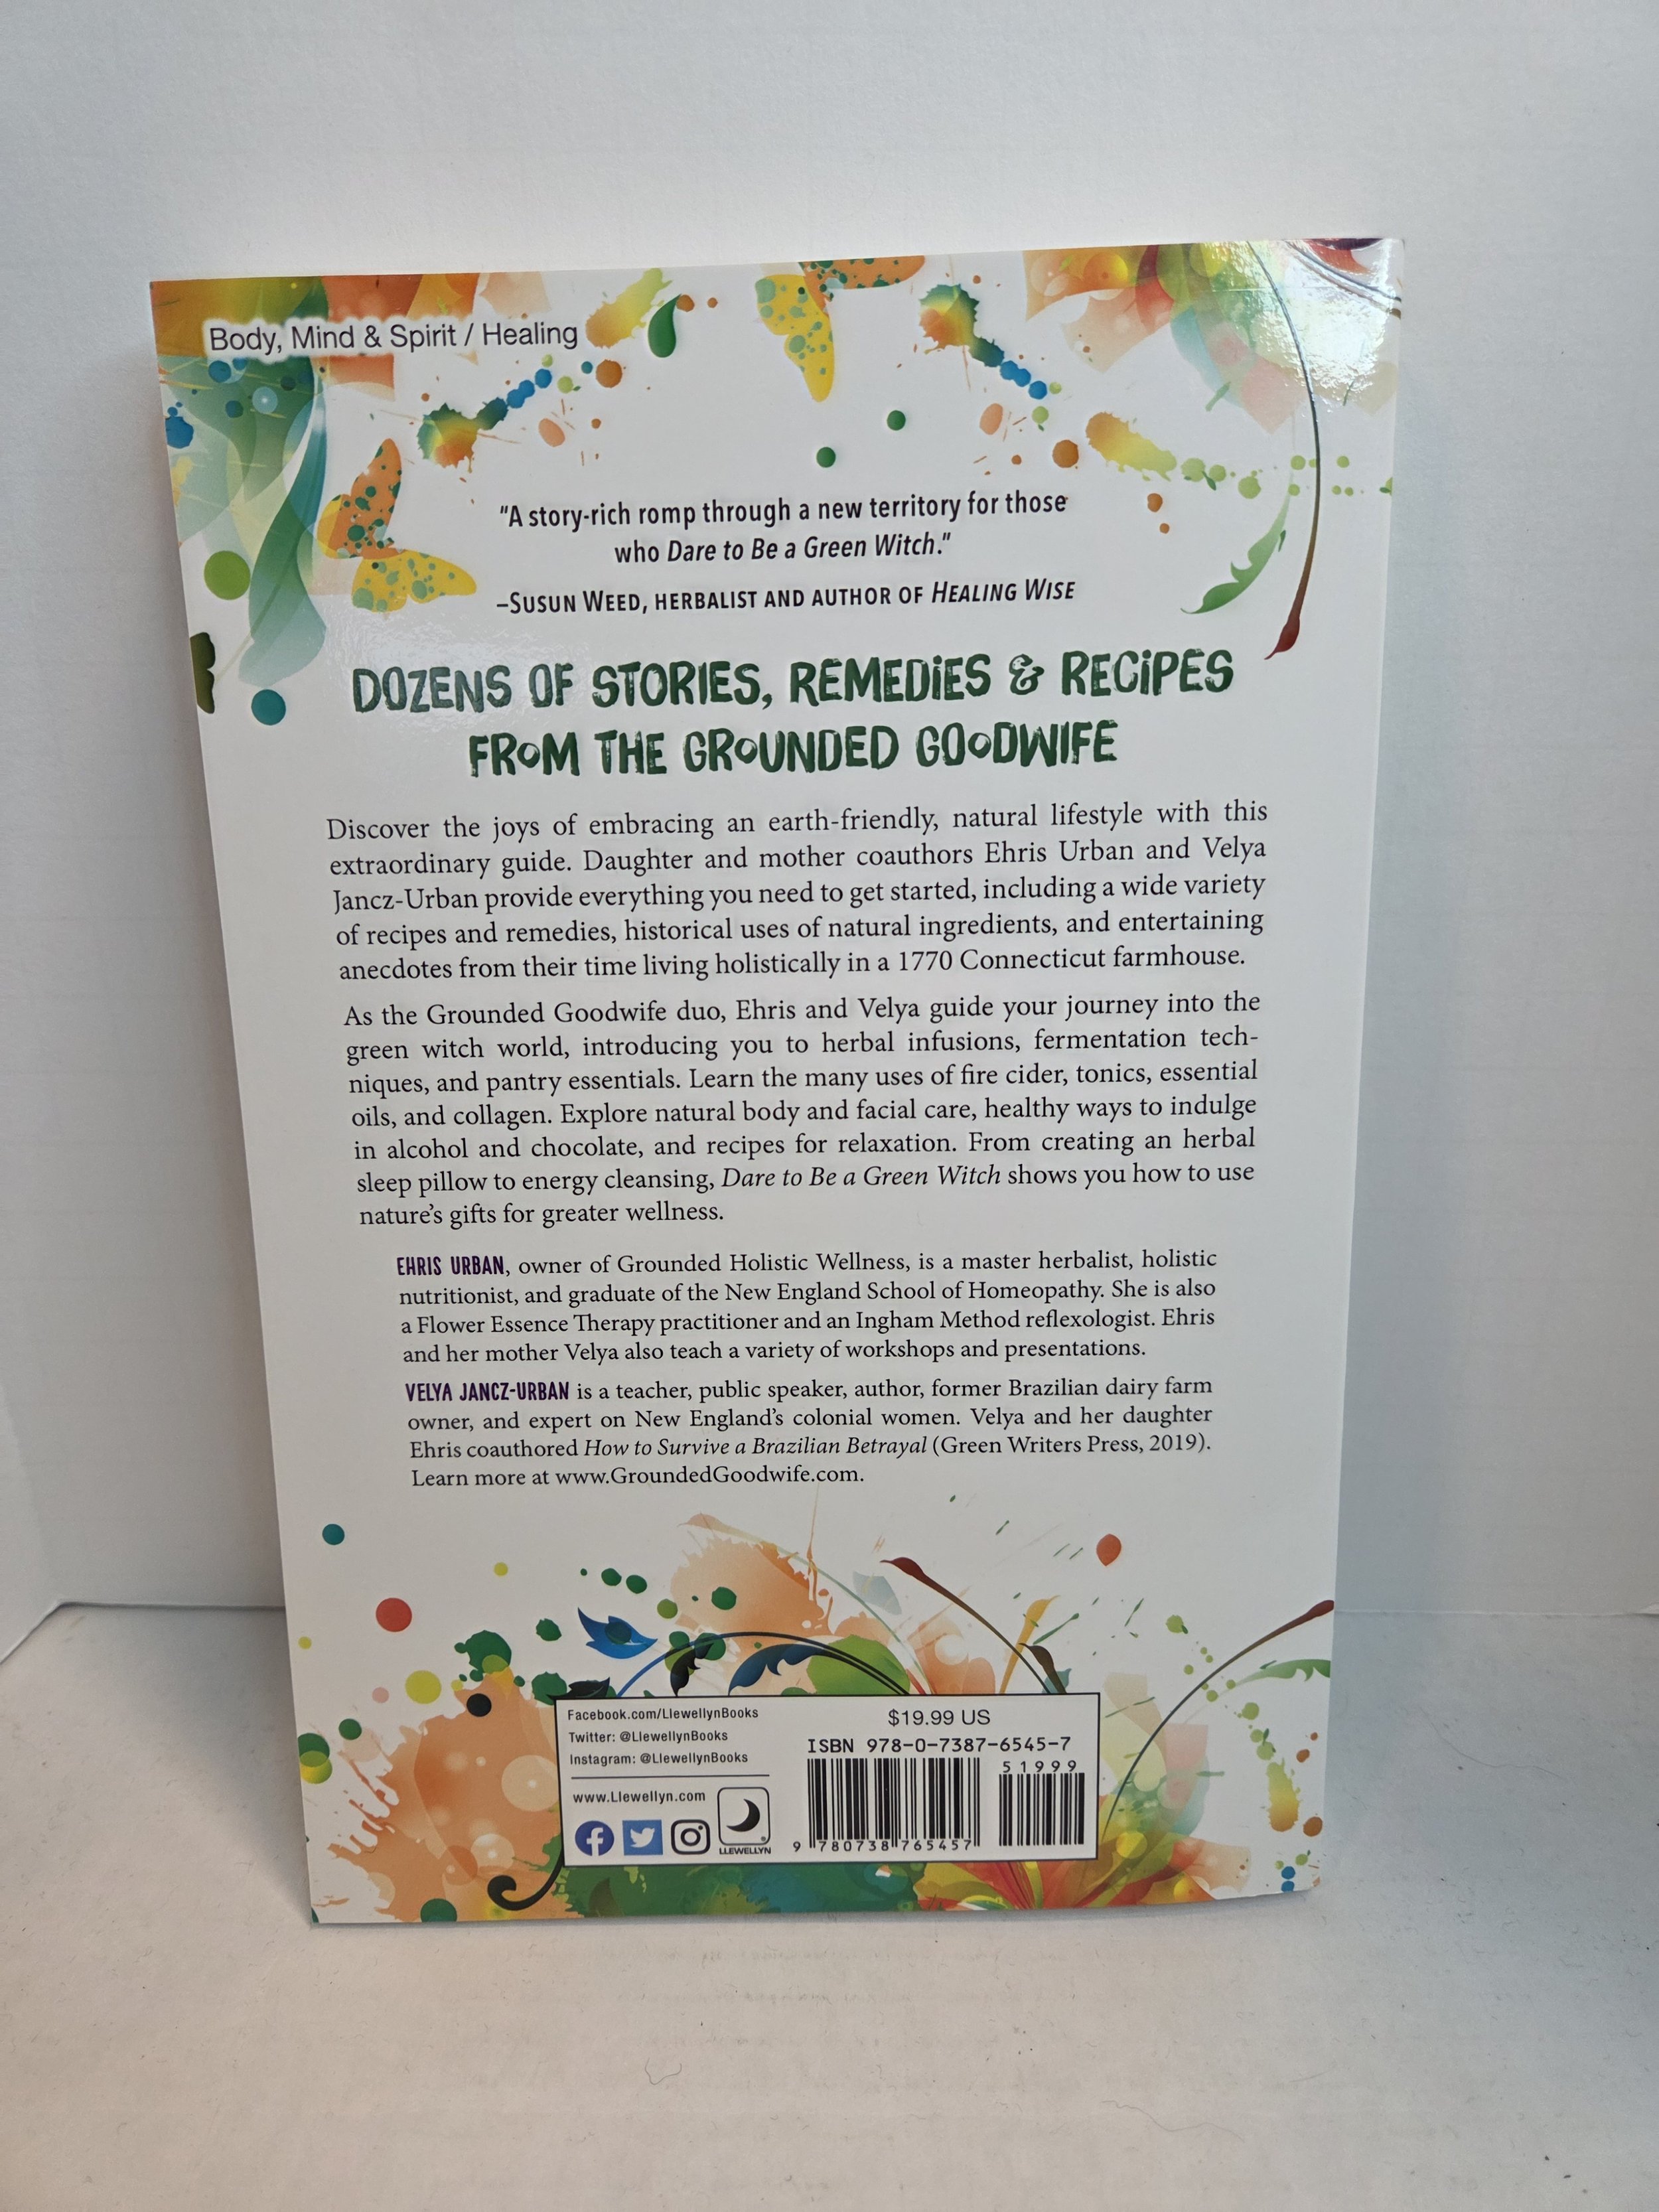 Body, Mind & Spirit / Healing
"A story-rich romp through a new territory for those
who Dare to Be a Green Witch."
–SUSUN WEED, HERBALIST AND AUTHOR OF HEALING WISE
DOZENS OF STORIES, REMEDIES & RECIPES
FROM THE GROUNDED GOODWIFE
Discover the joys of embracing an earth-friendly, natural lifestyle with this
extraordinary guide. Daughter and mother coauthors Ehris Urban and Velya
Jancz-Urban provide everything you need to get started, including a wide variety
of recipes and remedies, historical uses of natural ingredients, and entertaining
anecdotes from their time living holistically in a 1770 Connecticut farmhouse.
As the Grounded Goodwife duo, Ehris and Velya guide your journey into the
green witch world, introducing you to herbal infusions, fermentation tech-
niques, and pantry essentials. Learn the many uses of fire cider, tonics, essential
oils, and collagen. Explore natural body and facial care, healthy ways to indulge
in alcohol and chocolate, and recipes for relaxation. From creating an herbal
sleep pillow to energy cleansing, Dare to Be a Green Witch shows you how to use
nature's gifts for greater wellness.
EHRIS URBAN, owner of Grounded Holistic Wellness, is a master herbalist, holistic
nutritionist, and graduate of the New England School of Homeopathy. She is also
a Flower Essence Therapy practitioner and an Ingham Method reflexologist. Ehris
and her mother Velya also teach a variety of workshops and presentations.
VELYA JANCZ-URBAN is a teacher, public speaker, author, former Brazilian dairy farm
owner, and expert on New England's colonial women. Velya and her daughter
Ehris coauthored How to Survive a Brazilian Betrayal (Green Writers Press, 2019).
Learn more at www.GroundedGoodwife.com.
Facebook.com/LlewellynBooks
Twitter: @LlewellynBooks
Instagram: @LlewellynBooks
www.Llewellyn.com
LLEWELLYN
$19.99 US
ISBN 978-0-7387-6545-7
51999
9 780738 765457